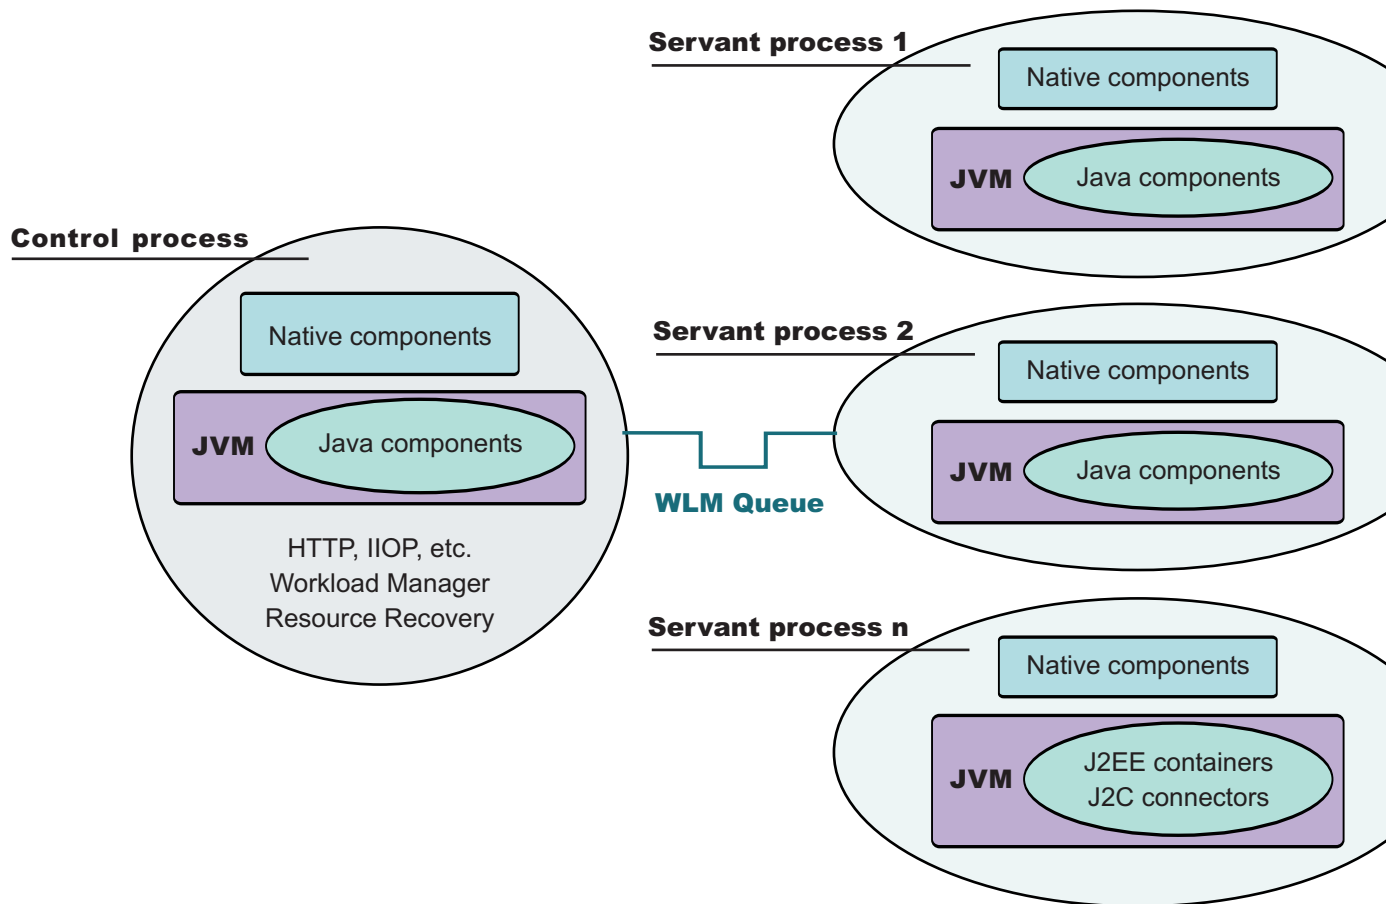 Control process
Native components
JVM
Java components
HTTP, IIOP, etc.
Workload Manager
Resource Recovery
WLM Queue
Servant process 1
Native components
JVM
Java components
Servant process 2
Native components
JVM
Java components
Servant process n
Native components
JVM
J2EE containers
J2C connectors